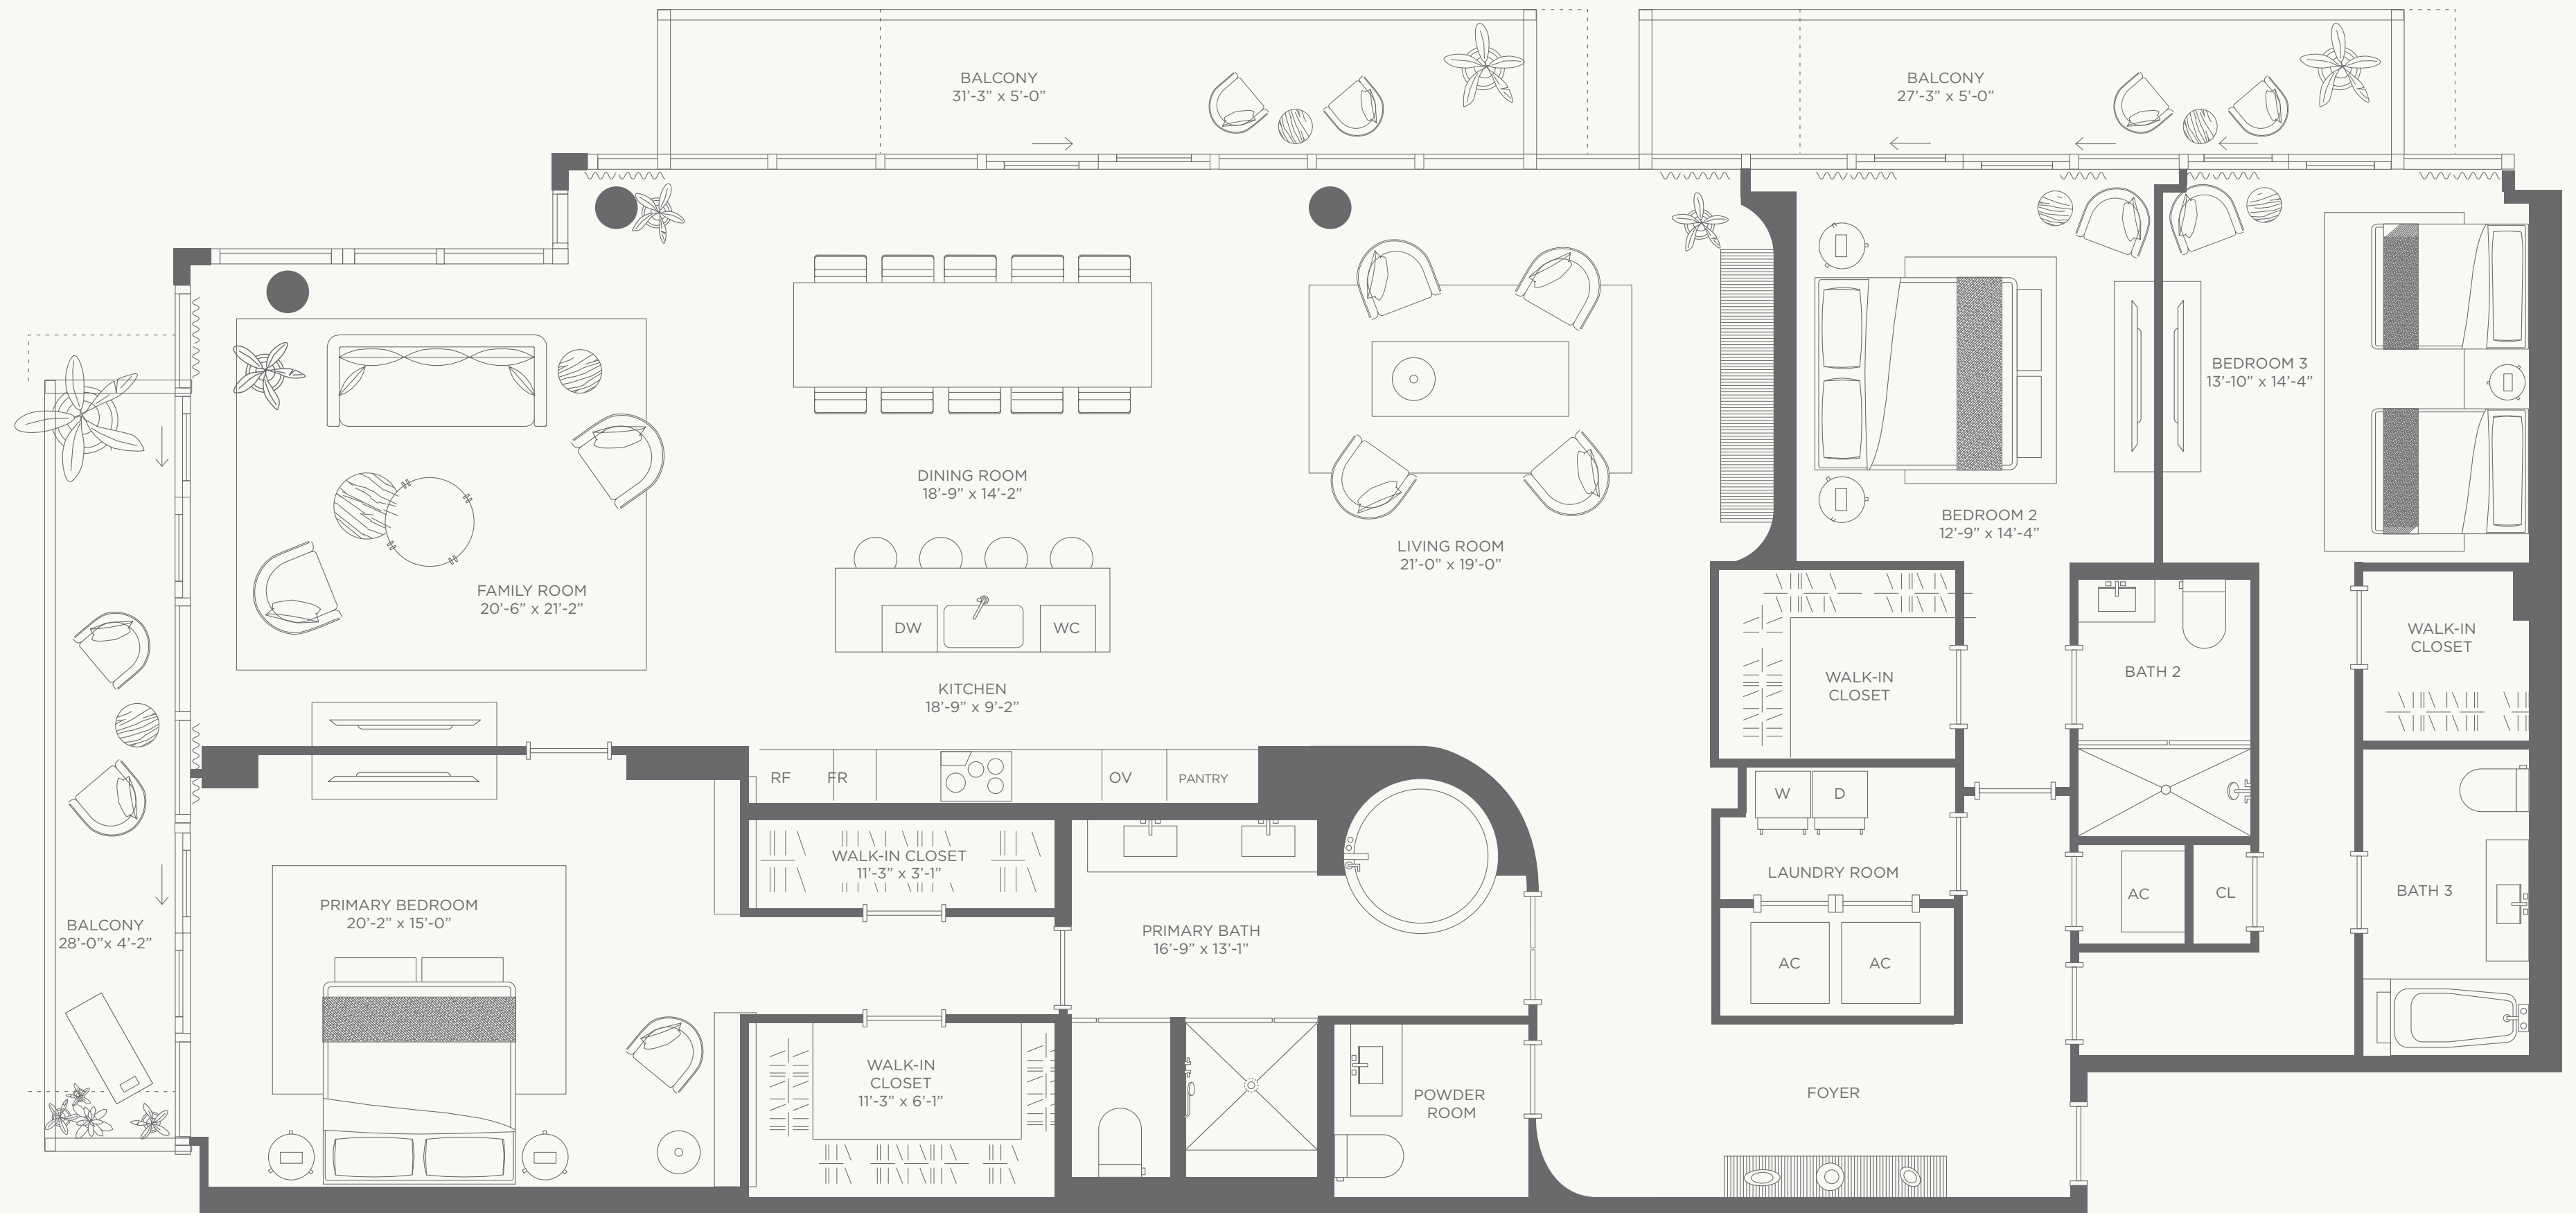 BALCONY
31’-3” x 5’-0”
BALCONY
27’-3” x 5’-0”
BEDROOM 3
13’-10” x 14’-4”
DINING ROOM
18’-9” x 14’-2”
BEDROOM 2
12’-9” x 14’-4”
LIVING ROOM
21’-0” x 19’-0”
FAMILY ROOM
20’-6” x 21’-2”
DW
WC
WALK-IN
CLOSET
WALK-IN
CLOSET
BATH 2
KITCHEN
18’-9” x 9’-2”
RF
FR
OV
PANTRY
W
D
WALK-IN CLOSET
11’-3” x 3’-1”
LAUNDRY ROOM
AC
CL
BATH 3
PRIMARY BEDROOM
20’-2” x 15’-0”
BALCONY
28’-0”x 4’-2”
PRIMARY BATH
16’-9” x 13’-1”
AC
AC
WALK-IN
CLOSET
11’-3” x 6’-1”
POWDER
ROOM
FOYER